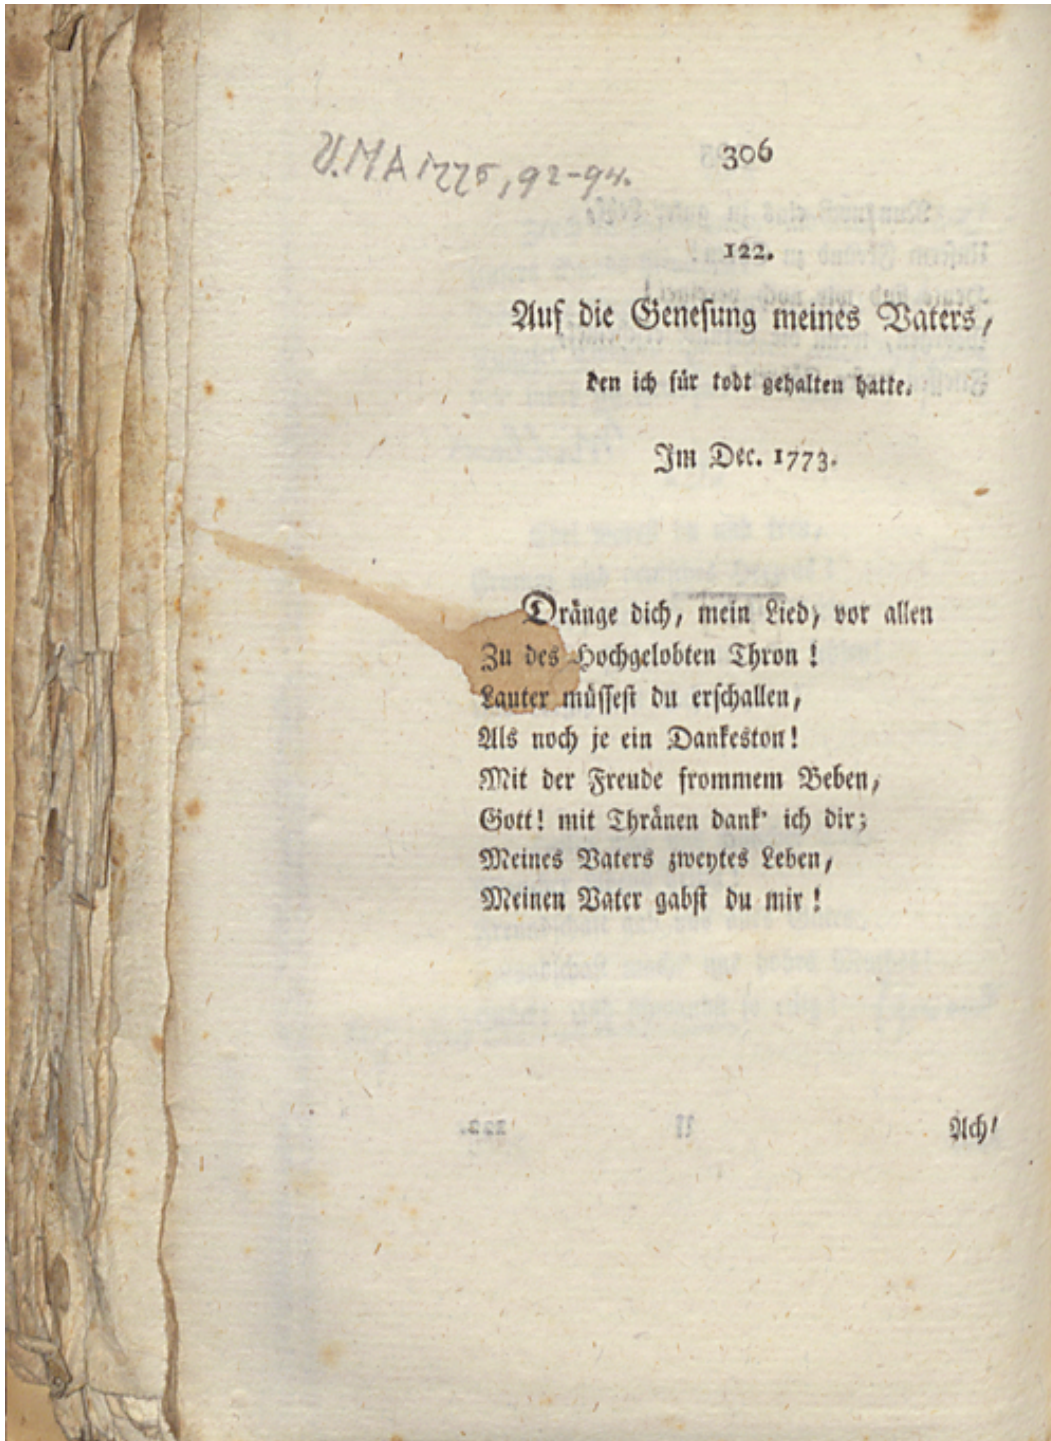 V.MA 1775, 92-94.
306
122.
Auf die Genesung meines Vaters,
den ich für todt gehalten hatte.
Im Dec. 1773.
Dränge dich, mein Lied, vor allen
Zu des Hochgelobten Thron!
Lauter müssest du erschallen,
Als noch je ein Dankeston!
Mit der Freude frommem Beben,
Gott! mit Thränen dank' ich dir;
Meines Vaters zweytes Leben,
Meinen Vater gabst du mir!
Ach!